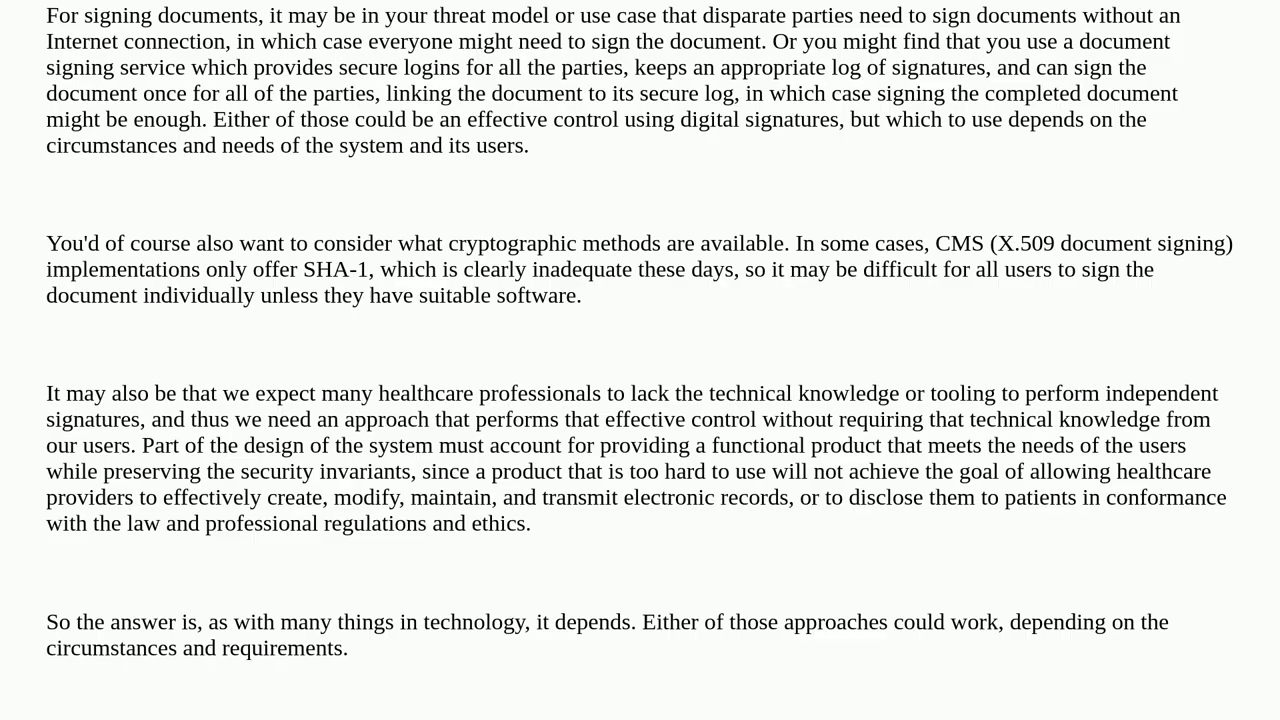 For signing documents, it may be in your threat model or use case that disparate parties need to sign documents without an
Internet connection, in which case everyone might need to sign the document. Or you might find that you use a document
signing service which provides secure logins for all the parties, keeps an appropriate log of signatures, and can sign the
document once for all of the parties, linking the document to its secure log, in which case signing the completed document
might be enough. Either of those could be an effective control using digital signatures, but which to use depends on the
circumstances and needs of the system and its users.
You'd of course also want to consider what cryptographic methods are available. In some cases, CMS (X.509 document signing)
implementations only offer SHA-1, which is clearly inadequate these days, so it may be difficult for all users to sign the
document individually unless they have suitable software.
It may also be that we expect many healthcare professionals to lack the technical knowledge or tooling to perform independent
signatures, and thus we need an approach that performs that effective control without requiring that technical knowledge from
our users. Part of the design of the system must account for providing a functional product that meets the needs of the users
while preserving the security invariants, since a product that is too hard to use will not achieve the goal of allowing healthcare
providers to effectively create, modify, maintain, and transmit electronic records, or to disclose them to patients in conformance
with the law and professional regulations and ethics.
So the answer is, as with many things in technology, it depends. Either of those approaches could work, depending on the
circumstances and requirements.